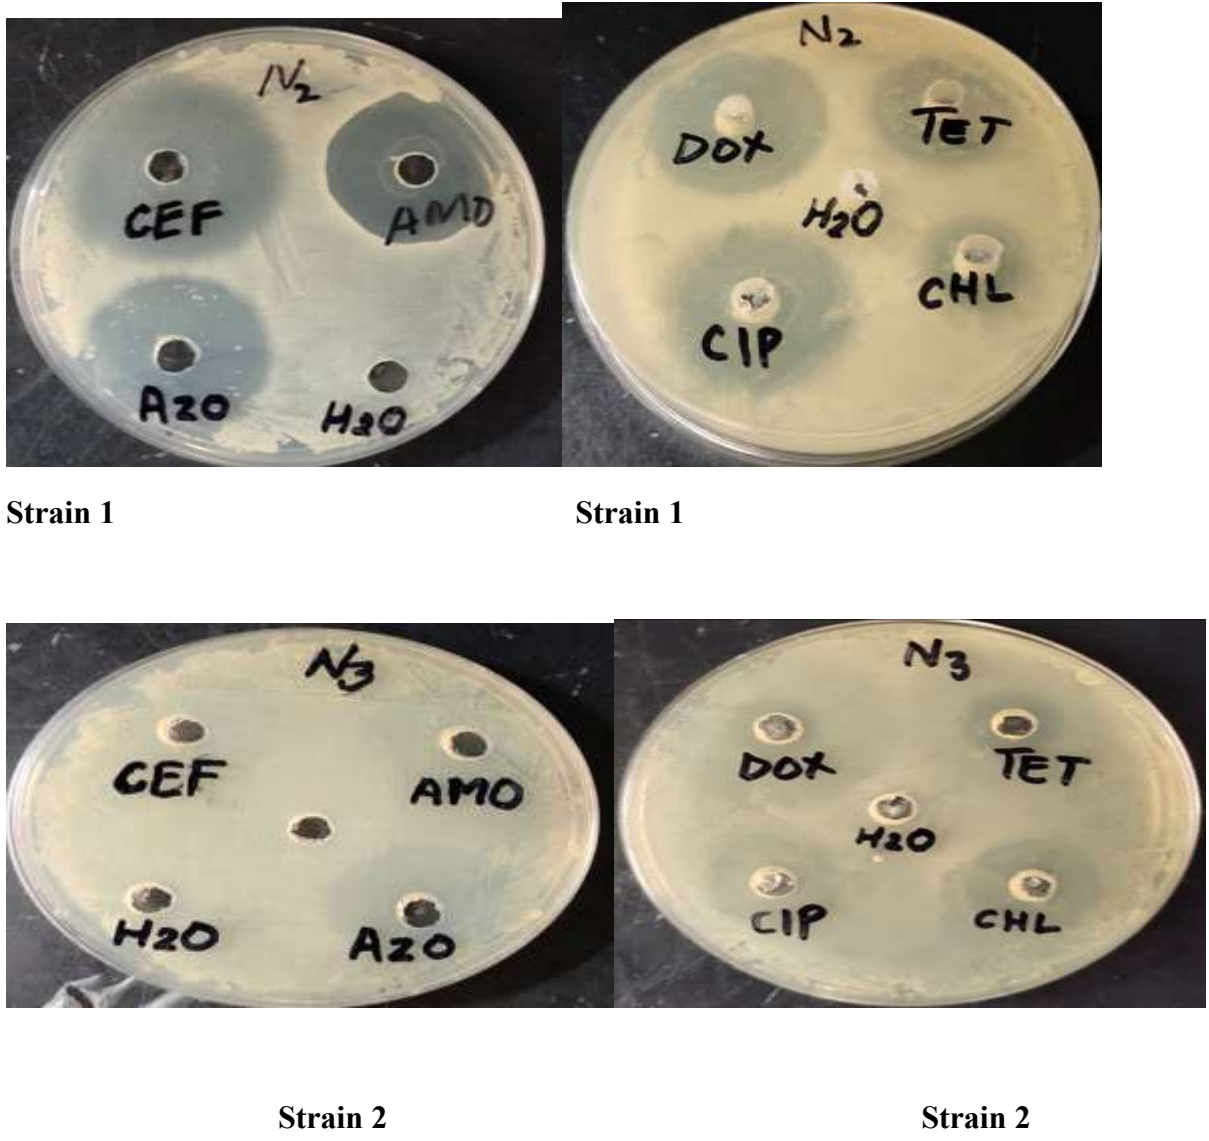 N2
CEF
AMO
AZO
H2O
N2
DOX
TET
H2O
CHL
CIP
Strain 1
Strain 1
N3
CEF
AMO
H2O
AZO
N3
DOX
TET
H2O
CIP
CHL
Strain 2
Strain 2